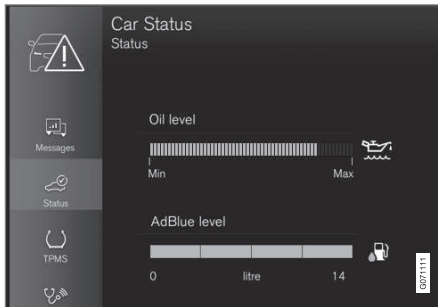 Car Status
Status
Messages
Status
TPMS
Oil level
Min Max
AdBlue level
0 litre 14
G071111